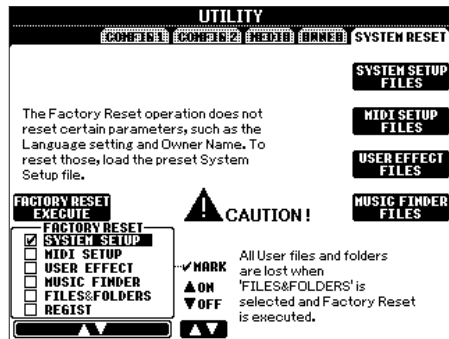 UTILITY
CONFIG 1 CONFIG 2 MEDIA OWNER SYSTEM RESET
SYSTEM SETUP
FILES
The Factory Reset operation does not
reset certain parameters, such as the
Language setting and Owner Name. To
reset those, load the preset System
Setup file.
MIDI SETUP
FILES
USER EFFECT
FILES
MUSIC FINDER
FILES
FACTORY RESET
EXECUTE
CAUTION!
FACTORY RESET
SYSTEM SETUP
MIDI SETUP
USER EFFECT
MUSIC FINDER
FILES&FOLDERS
REGIST
MARK
ON
OFF
All User files and folders
are lost when
'FILES&FOLDERS' is
selected and Factory Reset
is executed.